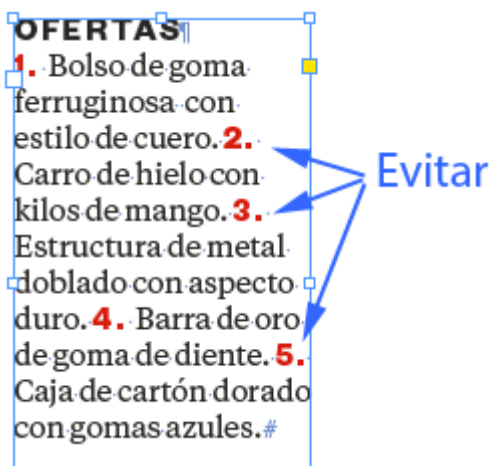 OFERTAS¶
1. Bolso de goma
ferruginosa con
estilo de cuero. 2.
Carro de hielo con
kilos de mango. 3.
Estructura de metal
doblado con aspecto
duro. 4. Barra de oro
de goma de diente. 5.
Caja de cartón dorado
con gomas azules.#
Evitar